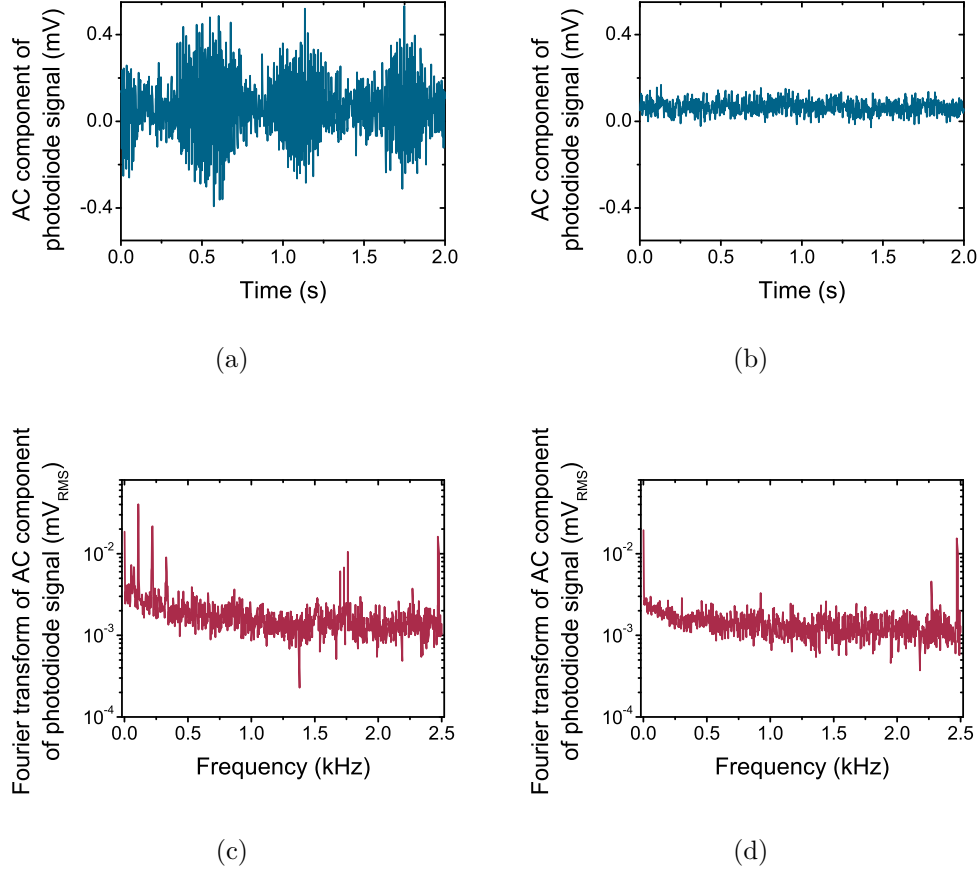 AC component of
photodiode signal (mV)
0.4
0.0
-0.4
0.0 0.5 1.0 1.5 2.0
Time (s)
(a)
AC component of
photodiode signal (mV)
0.4
0.0
-0.4
0.0 0.5 1.0 1.5 2.0
Time (s)
(b)
Fourier transform of AC component
of photodiode signal (mV_RMS)
10^-2
10^-3
10^-4
0.0 0.5 1.0 1.5 2.0 2.5
Frequency (kHz)
(c)
Fourier transform of AC component
of photodiode signal (mV_RMS)
10^-2
10^-3
10^-4
0.0 0.5 1.0 1.5 2.0 2.5
Frequency (kHz)
(d)